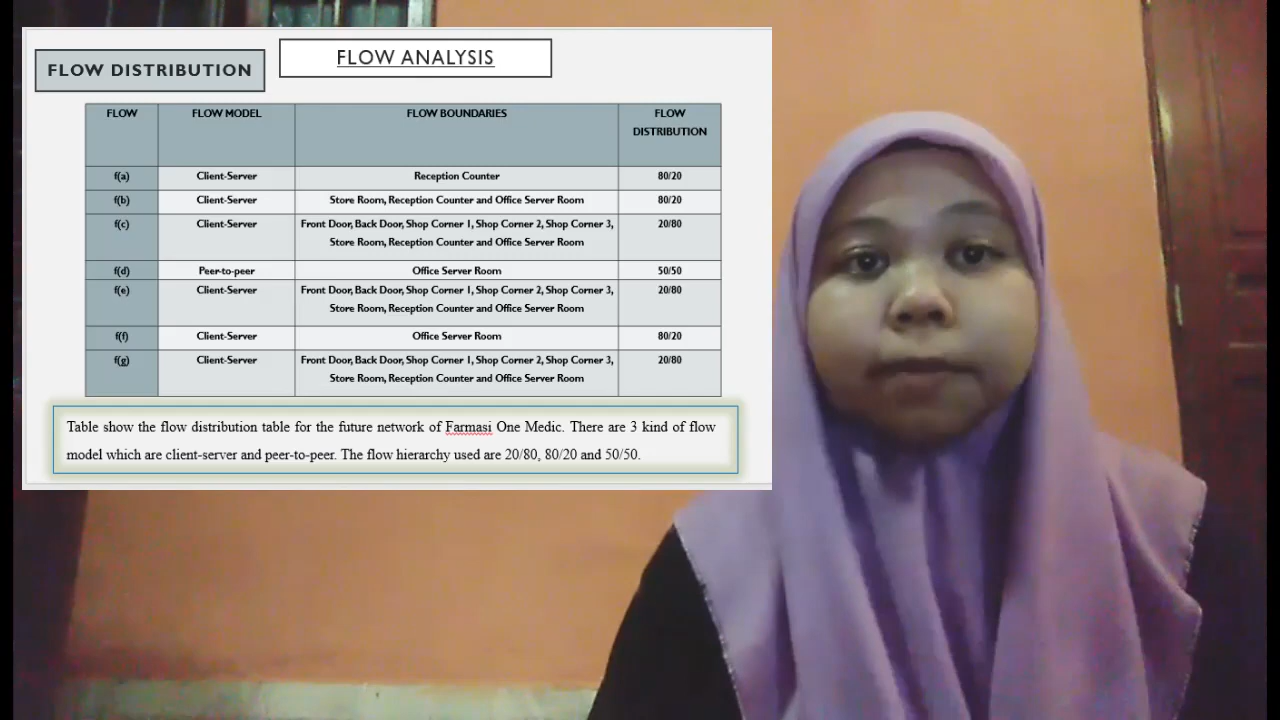 FLOW ANALYSIS
FLOW DISTRIBUTION
FLOW FLOW MODEL FLOW BOUNDARIES FLOW
DISTRIBUTION
f(a) Client-Server Reception Counter 80/20
f(b) Client-Server Store Room, Reception Counter and Office Server Room 80/20
f(c) Client-Server Front Door, Back Door, Shop Corner 1, Shop Corner 2, Shop Corner 3, 20/80
Store Room, Reception Counter and Office Server Room
f(d) Peer-to-peer Office Server Room 50/50
f(e) Client-Server Front Door, Back Door, Shop Corner 1, Shop Corner 2, Shop Corner 3, 20/80
Store Room, Reception Counter and Office Server Room
f(f) Client-Server Office Server Room 80/20
f(g) Client-Server Front Door, Back Door, Shop Corner 1, Shop Corner 2, Shop Corner 3, 20/80
Store Room, Reception Counter and Office Server Room
Table show the flow distribution table for the future network of Farmasi One Medic. There are 3 kind of flow
model which are client-server and peer-to-peer. The flow hierarchy used are 20/80, 80/20 and 50/50.